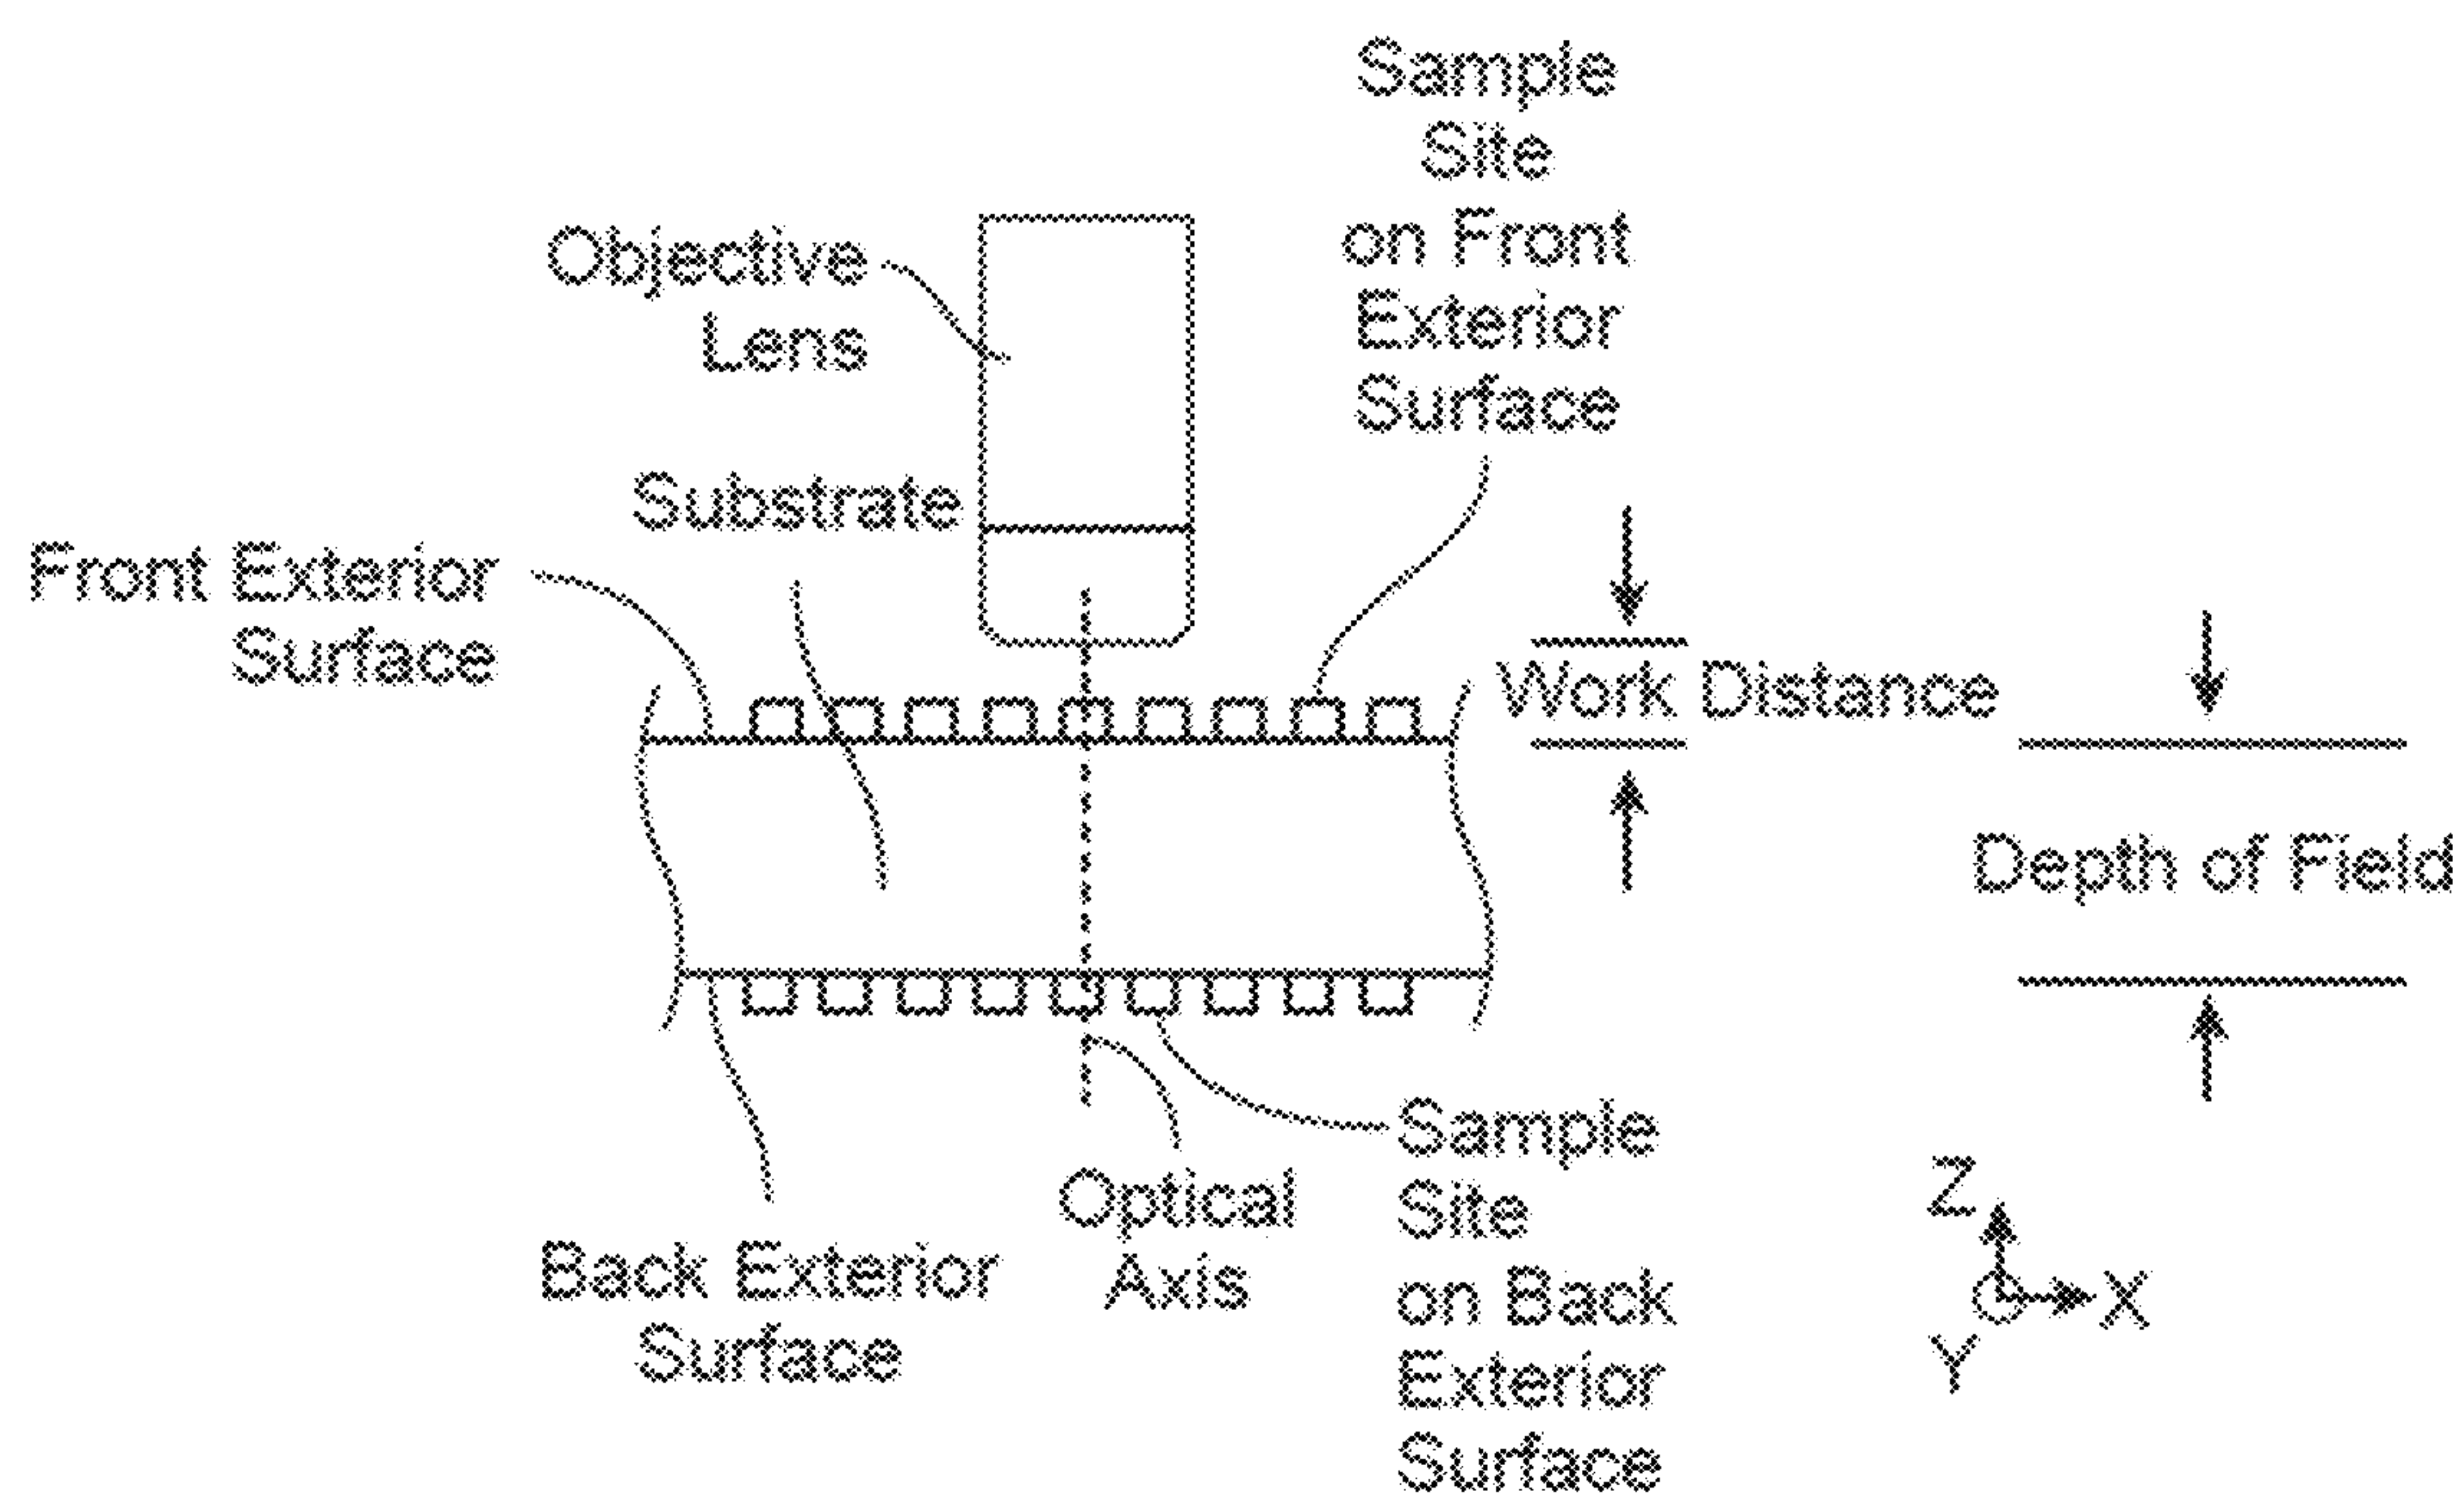 Sample
Site
on Front
Exterior
Surface
Objective
Lens
Substrate
Front Exterior
Surface
Work Distance
Depth of Field
Back Exterior
Surface
Optical
Axis
Sample
Site
on Back
Exterior
Surface
Z
X
Y